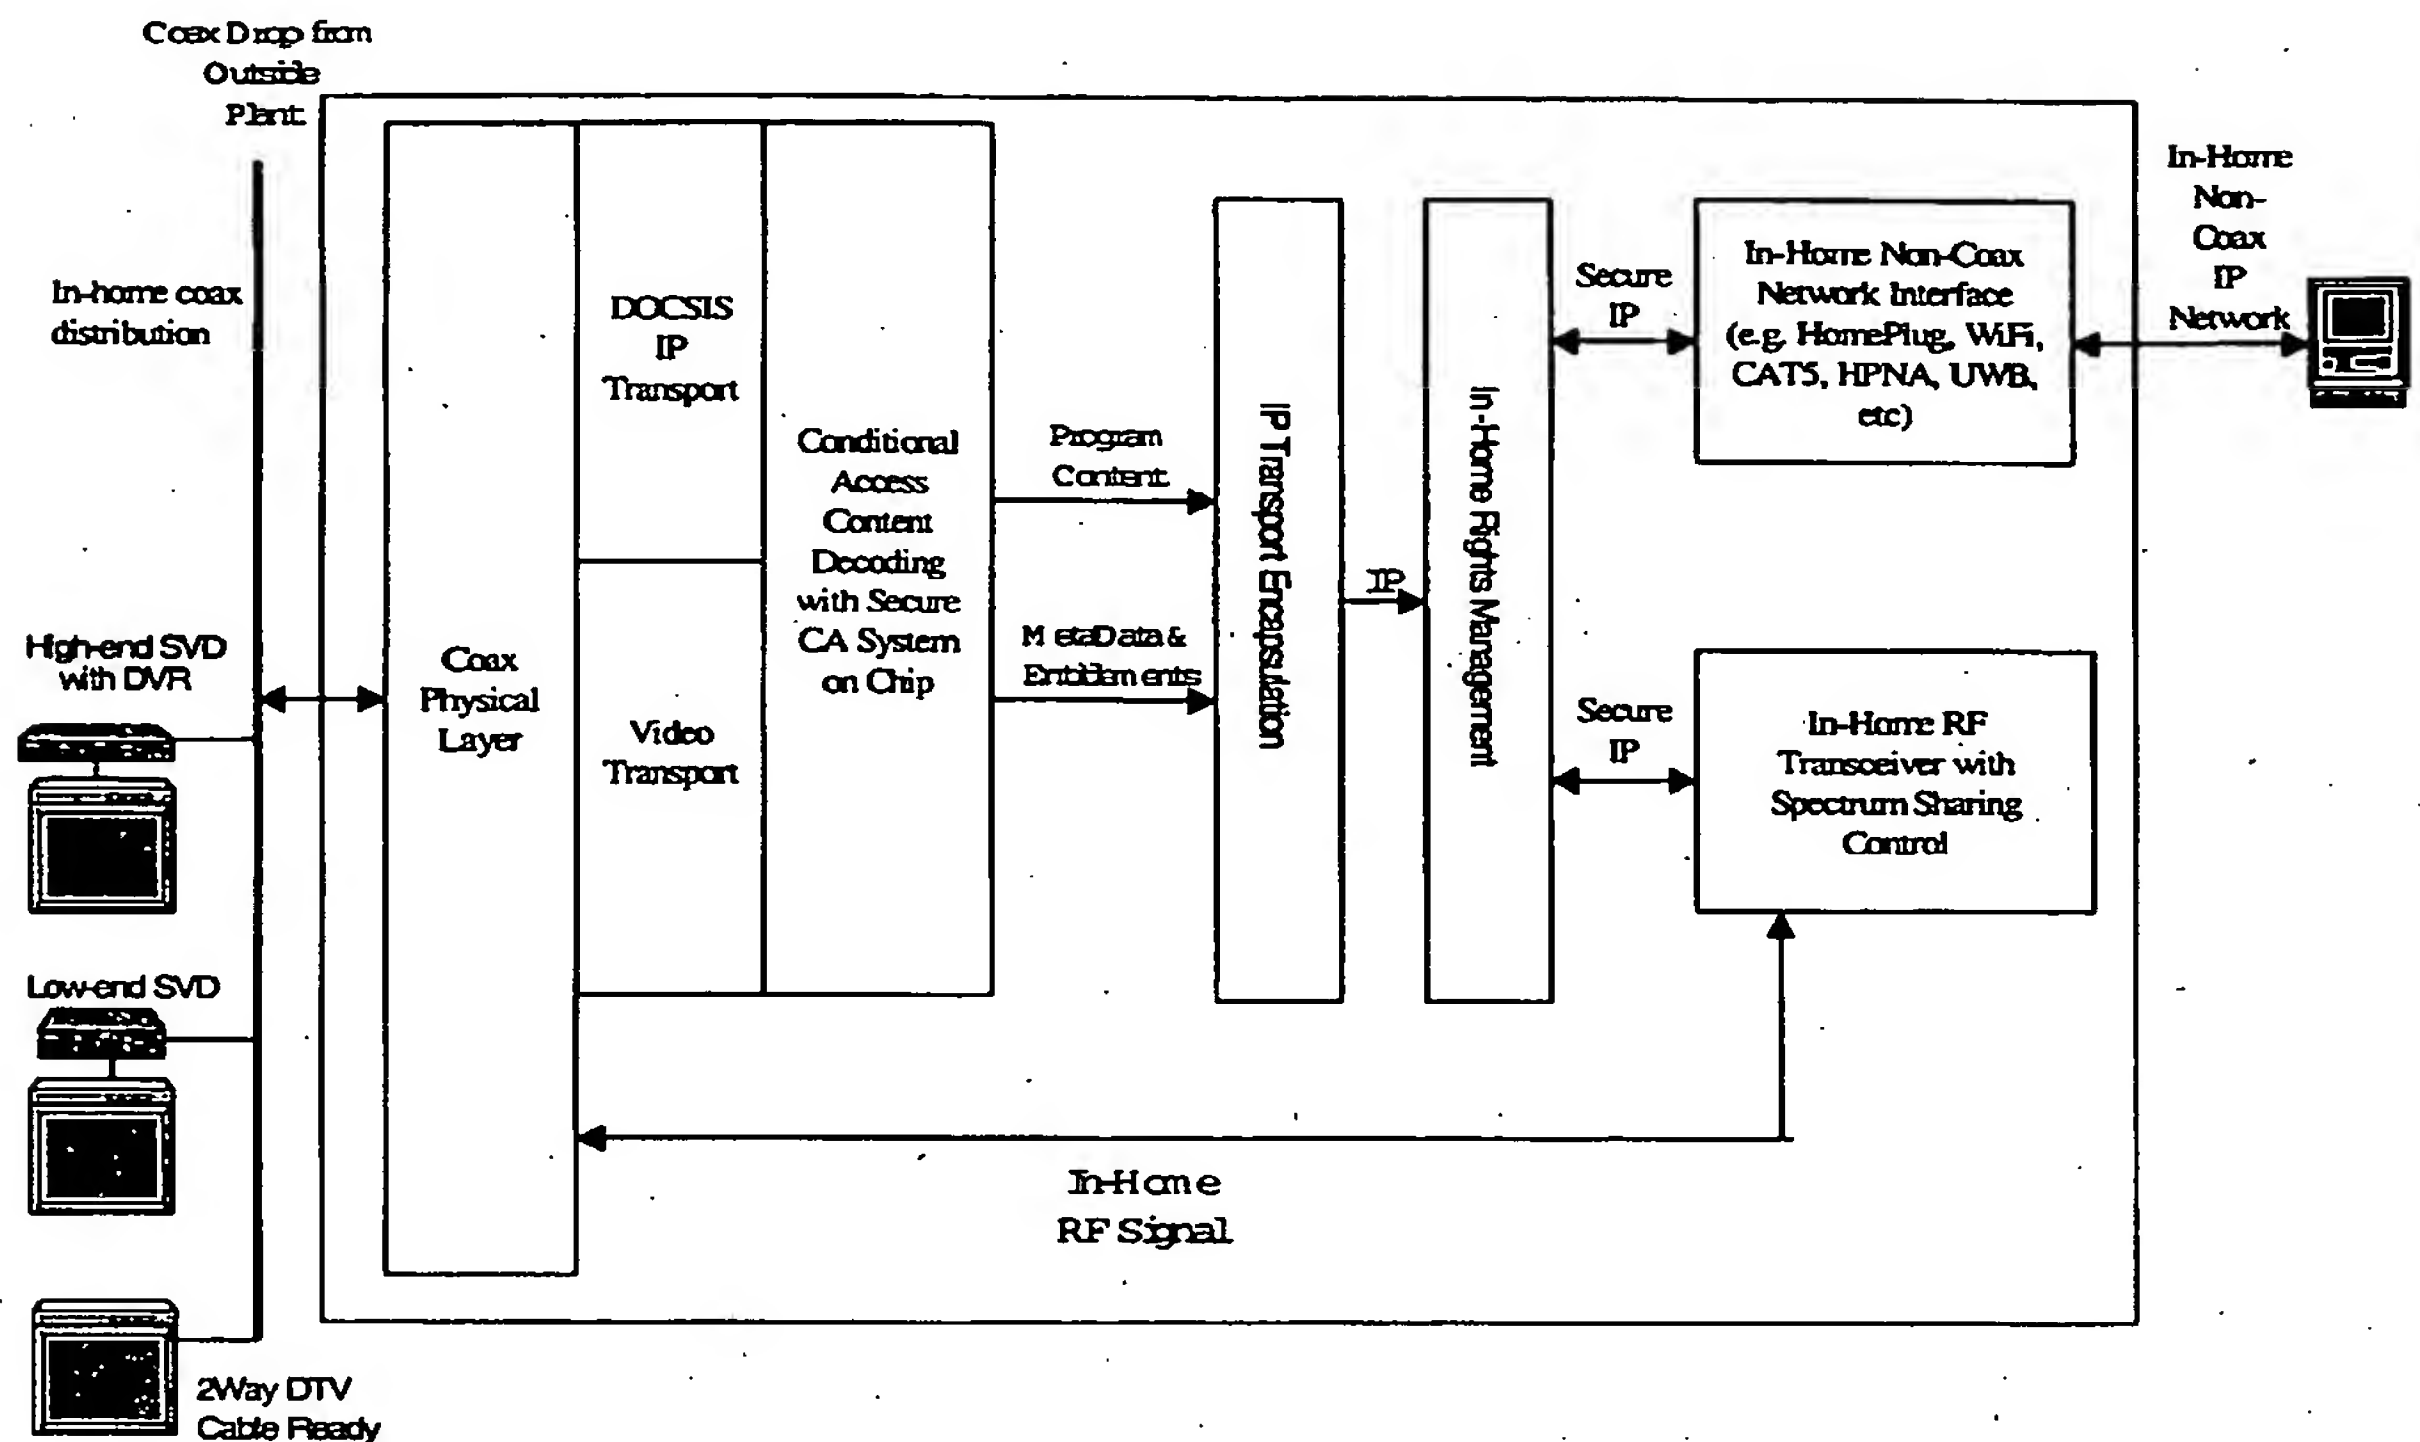 Coax Drop from
Outside
Plant
In-home coax
distribution
High-end SVD
with DVR
Low-end SVD
2Way DTV
Cable Ready
Coax
Physical
Layer
DOCSIS
IP
Transport
Video
Transport
Conditional
Access
Content
Decoding
with Secure
CA System
on Chip
Program
Content
MetaData &
Entitlements
IP Transport Encapsulation
IP
In-Home Rights Management
Secure
IP
Secure
IP
In-Home Non-Coax
Network Interface
(e.g. HomePlug, WiFi,
CAT5, HPNA, UWB,
etc)
In-Home RF
Transceiver with
Spectrum Sharing
Control
In-Home
RF Signal
In-Home
Non-
Coax
IP
Network